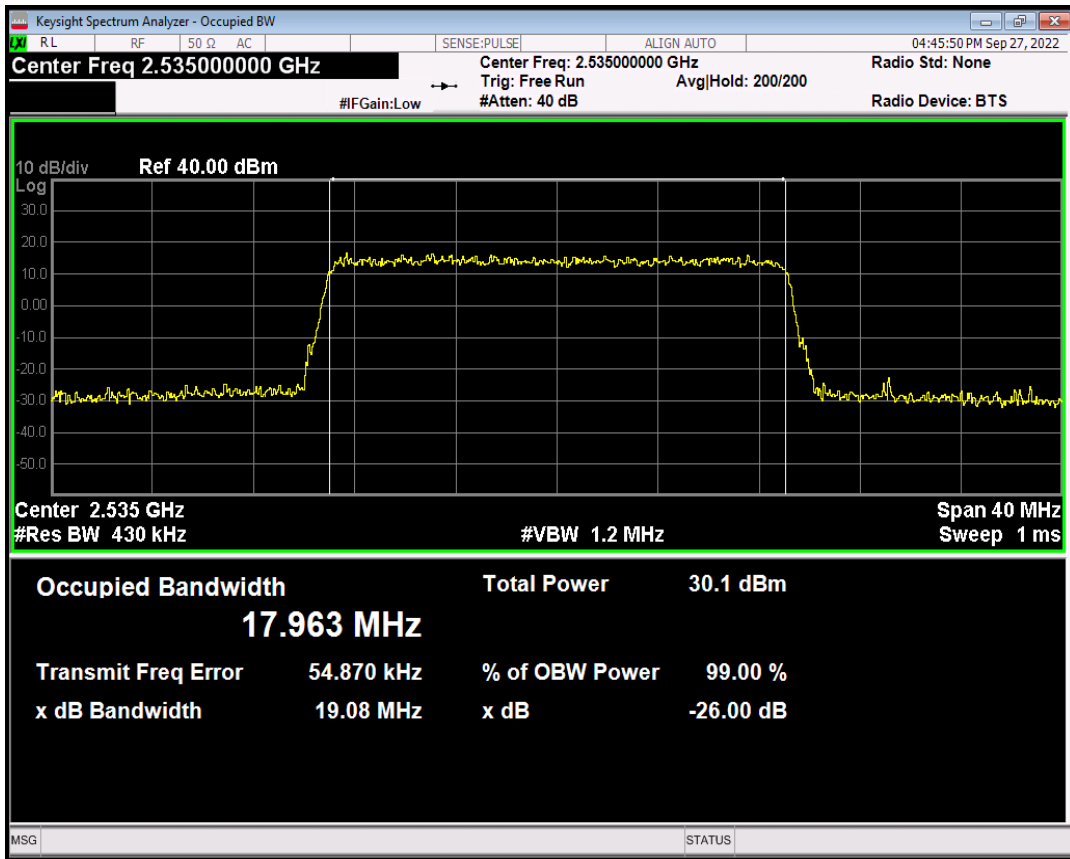 Keysight Spectrum Analyzer - Occupied BW
LXI RL RF 50 Ω AC SENSE:PULSE ALIGN AUTO 04:45:50 PM Sep 27, 2022
Center Freq 2.535000000 GHz Center Freq: 2.535000000 GHz Radio Std: None
Trig: Free Run Avg|Hold: 200/200
#IFGain:Low #Atten: 40 dB Radio Device: BTS
10 dB/div Ref 40.00 dBm
Log
30.0
20.0
10.0
0.00
-10.0
-20.0
-30.0
-40.0
-50.0
Center 2.535 GHz Span 40 MHz
#Res BW 430 kHz #VBW 1.2 MHz Sweep 1 ms
Occupied Bandwidth Total Power 30.1 dBm
17.963 MHz
Transmit Freq Error 54.870 kHz % of OBW Power 99.00 %
x dB Bandwidth 19.08 MHz x dB -26.00 dB
MSG STATUS